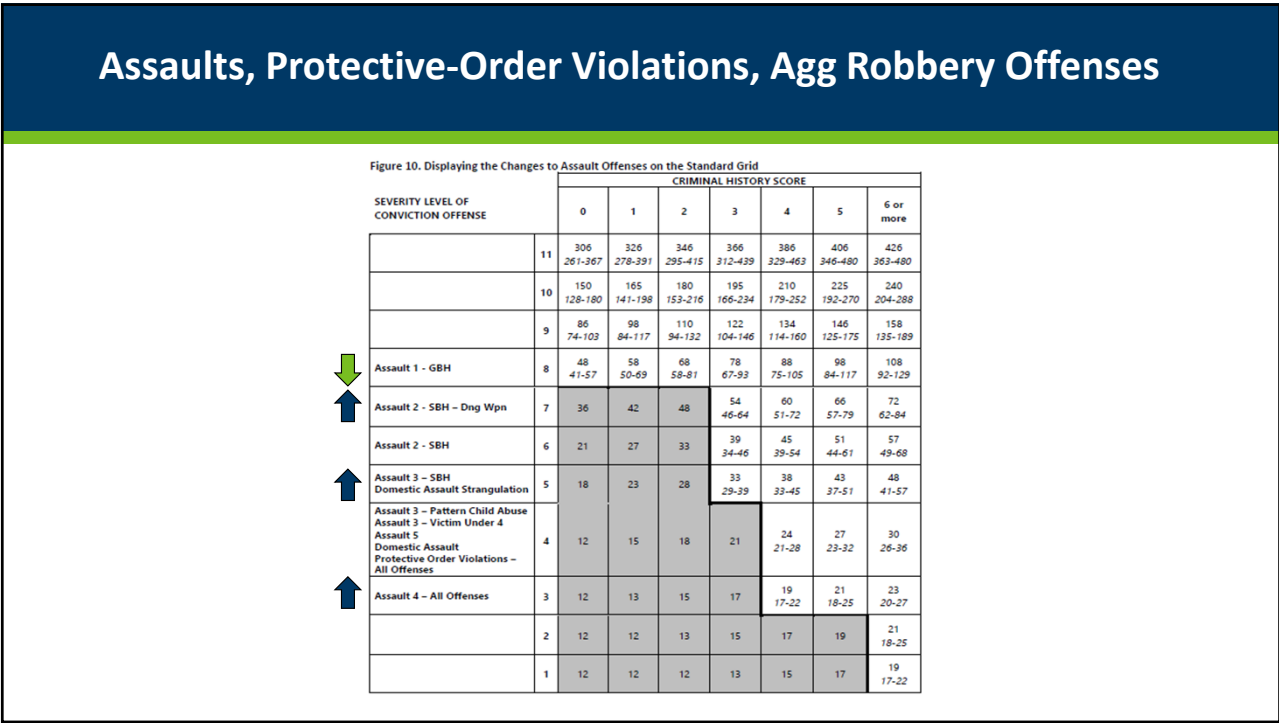 Assaults, Protective-Order Violations, Agg Robbery Offenses
Figure 10. Displaying the Changes to Assault Offenses on the Standard Grid
CRIMINAL HISTORY SCORE
SEVERITY LEVEL OF
CONVICTION OFFENSE
0 1 2 3 4 5 6 or
more
11 306 326 346 366 386 406 426
261-367 278-391 295-415 312-439 329-463 346-480 363-480
10 150 165 180 195 210 225 240
128-180 141-198 153-216 166-234 179-252 192-270 204-288
9 86 98 110 122 134 146 158
74-103 84-117 94-132 104-146 114-160 125-175 135-189
Assault 1 - GBH 8 48 58 68 78 88 98 108
41-57 50-69 58-81 67-93 75-105 84-117 92-129
Assault 2 - SBH – Dng Wpn 7 36 42 48 54 60 66 72
46-64 51-72 57-79 62-84
Assault 2 - SBH 6 21 27 33 39 45 51 57
34-46 39-54 44-61 49-68
Assault 3 – SBH
Domestic Assault Strangulation 5 18 23 28 33 38 43 48
29-39 33-45 37-51 41-57
Assault 3 – Pattern Child Abuse
Assault 3 – Victim Under 4
Assault 5
Domestic Assault
Protective Order Violations –
All Offenses
4 12 15 18 21 24 27 30
21-28 23-32 26-36
Assault 4 – All Offenses 3 12 13 15 17 19 21 23
17-22 18-25 20-27
2 12 12 13 15 17 19 21
18-25
1 12 12 12 13 15 17 19
17-22